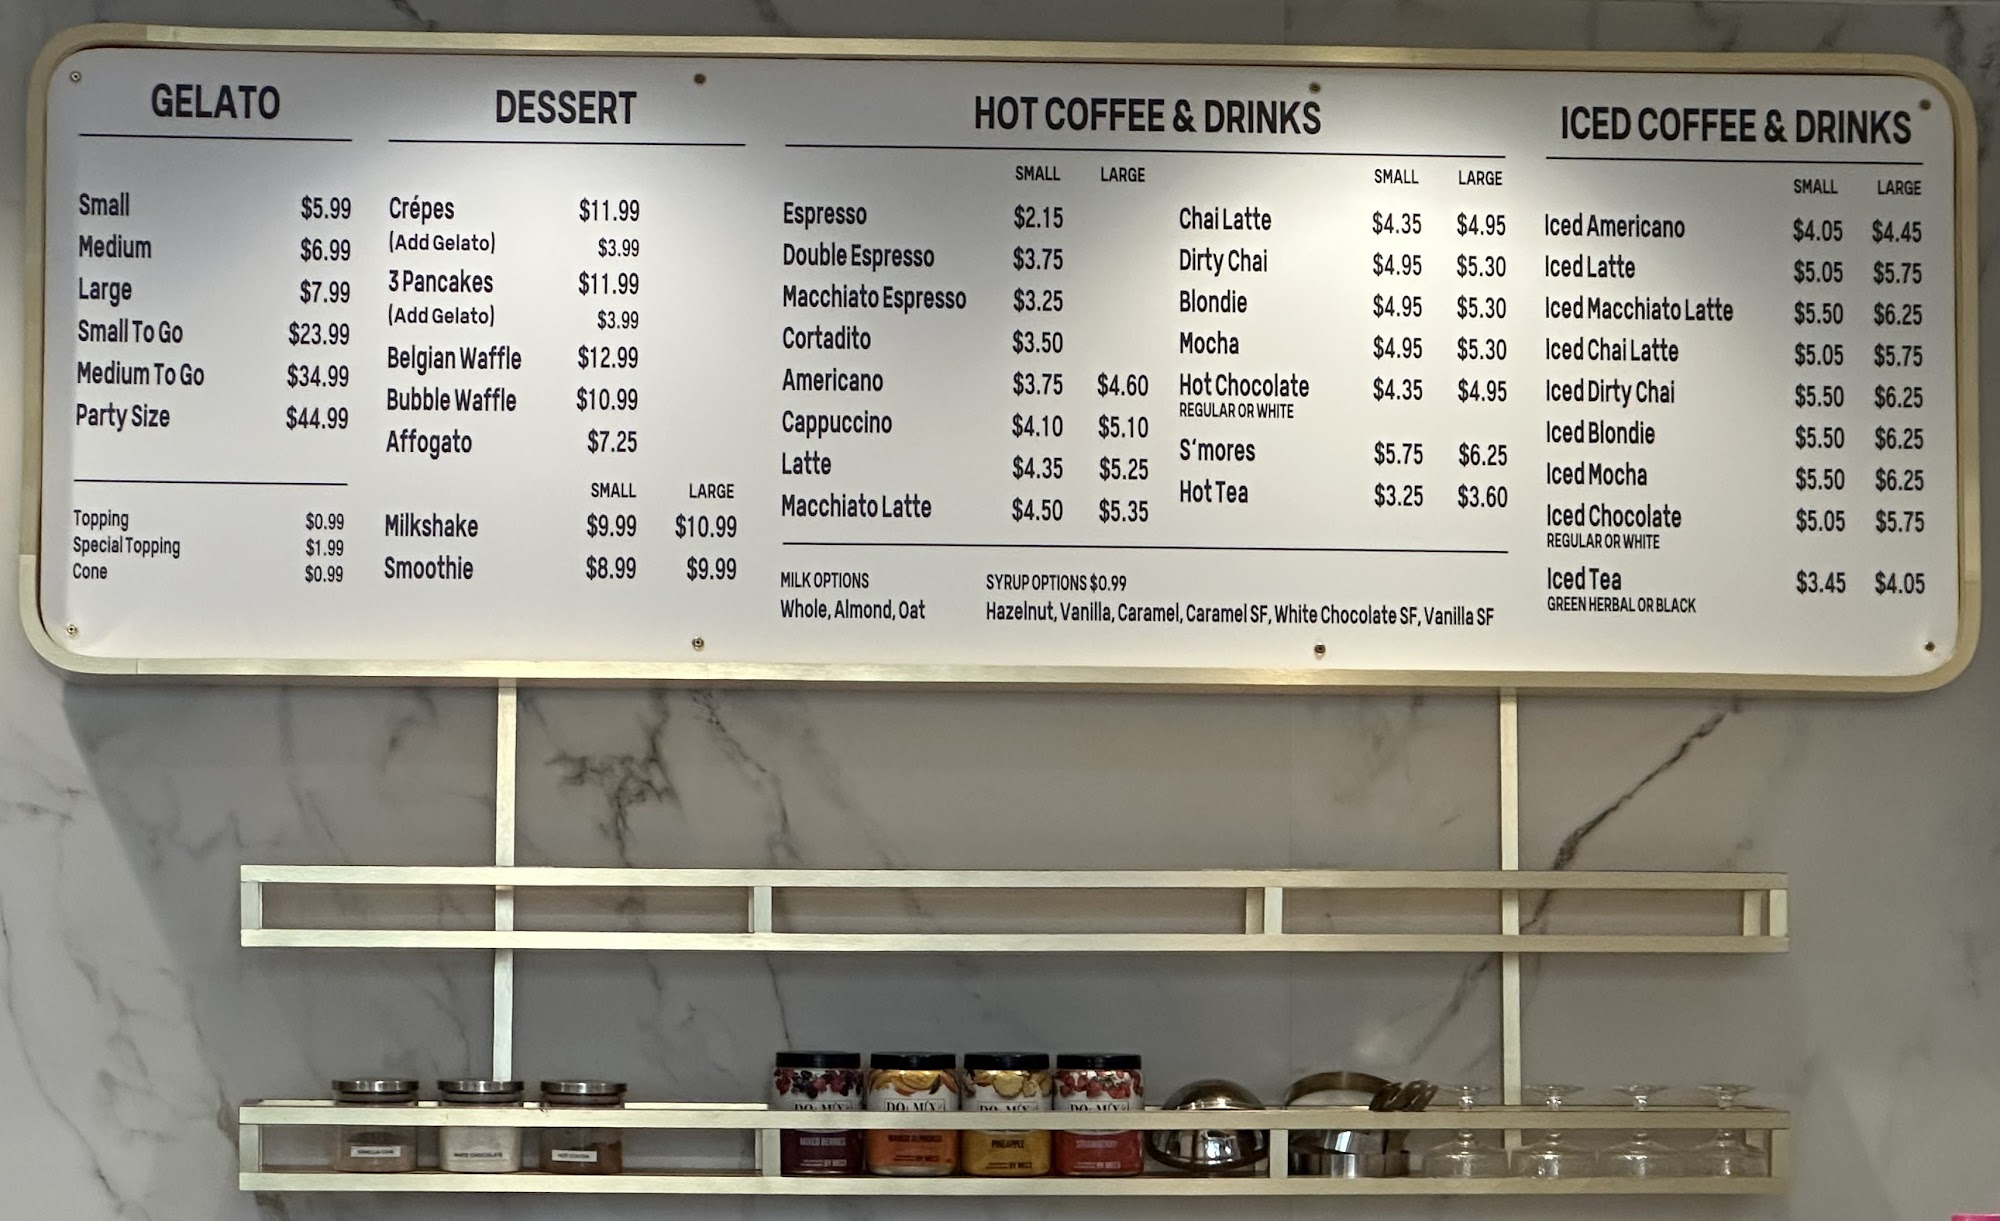 GELATO
Small $5.99
Medium $6.99
Large $7.99
Small To Go $23.99
Medium To Go $34.99
Party Size $44.99
Topping $0.99
Special Topping $1.99
Cone $0.99
DESSERT
Crépes $11.99
(Add Gelato) $3.99
3 Pancakes $11.99
(Add Gelato) $3.99
Belgian Waffle $12.99
Bubble Waffle $10.99
Affogato $7.25
SMALL LARGE
Milkshake $9.99 $10.99
Smoothie $8.99 $9.99
HOT COFFEE & DRINKS
SMALL LARGE
Espresso $2.15
Double Espresso $3.75
Macchiato Espresso $3.25
Cortadito $3.50
Americano $3.75 $4.60
Cappuccino $4.10 $5.10
Latte $4.35 $5.25
Macchiato Latte $4.50 $5.35
SMALL LARGE
Chai Latte $4.35 $4.95
Dirty Chai $4.95 $5.30
Blondie $4.95 $5.30
Mocha $4.95 $5.30
Hot Chocolate $4.35 $4.95
REGULAR OR WHITE
S‘mores $5.75 $6.25
Hot Tea $3.25 $3.60
MILK OPTIONS
Whole, Almond, Oat
SYRUP OPTIONS $0.99
Hazelnut, Vanilla, Caramel, Caramel SF, White Chocolate SF, Vanilla SF
ICED COFFEE & DRINKS
SMALL LARGE
Iced Americano $4.05 $4.45
Iced Latte $5.05 $5.75
Iced Macchiato Latte $5.50 $6.25
Iced Chai Latte $5.05 $5.75
Iced Dirty Chai $5.50 $6.25
Iced Blondie $5.50 $6.25
Iced Mocha $5.50 $6.25
Iced Chocolate $5.05 $5.75
REGULAR OR WHITE
Iced Tea $3.45 $4.05
GREEN HERBAL OR BLACK
MIXED BERRIES
PINEAPPLE
STRAWBERRY